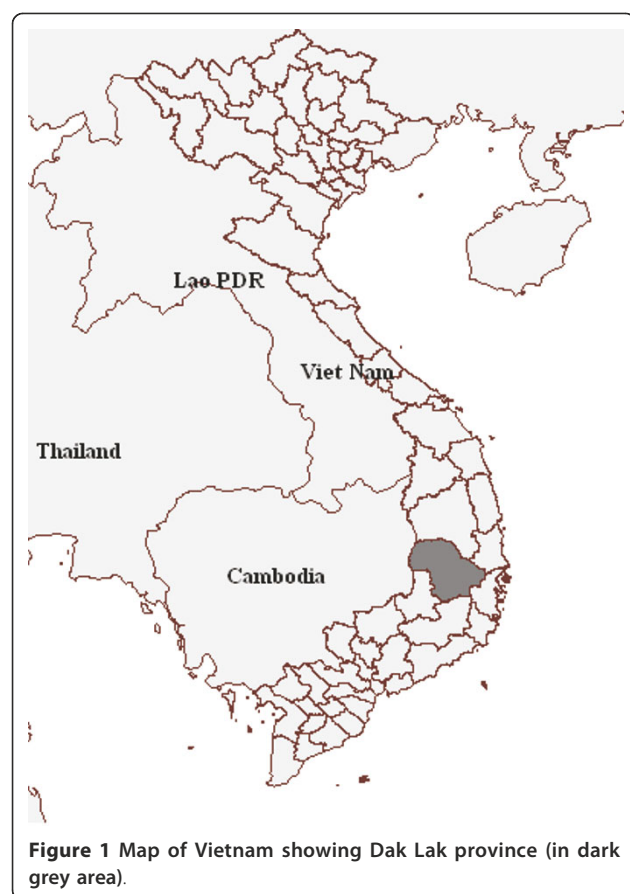 Lao PDR
Viet Nam
Thailand
Cambodia
Figure 1 Map of Vietnam showing Dak Lak province (in dark
grey area).